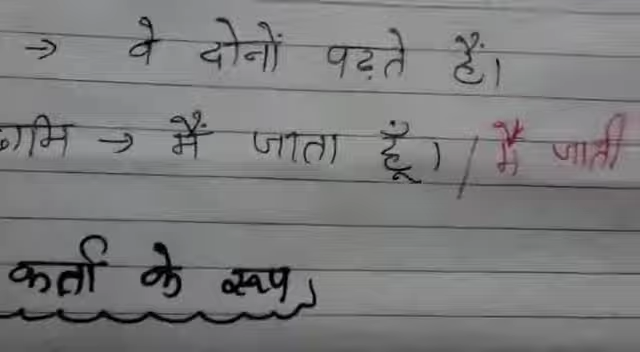 → वे दोनों पढ़ते हैं।
→ मैं जाता हूँ। / मैं जाती
कर्ता के रूप